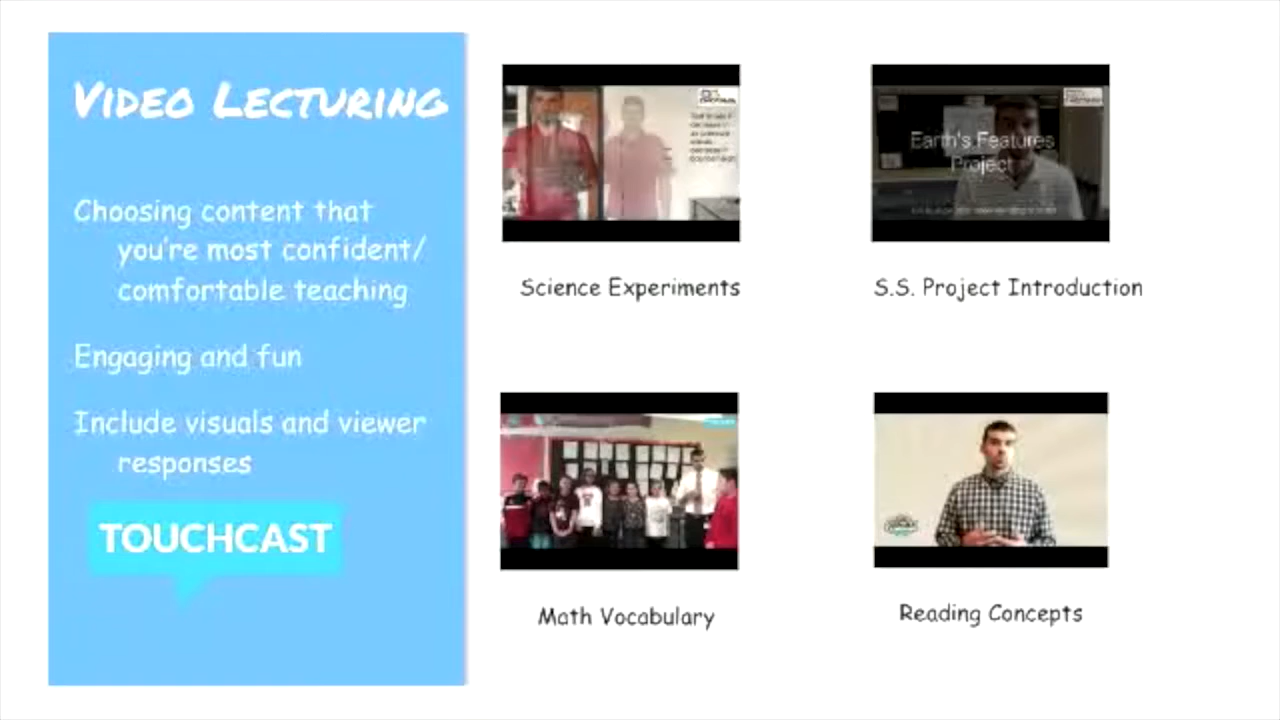 VIDEO LECTURING
Choosing content that
you're most confident/
comfortable teaching
Engaging and fun
Include visuals and viewer
responses
TOUCHCAST
Earth's Features
Project
Science Experiments
S.S. Project Introduction
Math Vocabulary
Reading Concepts